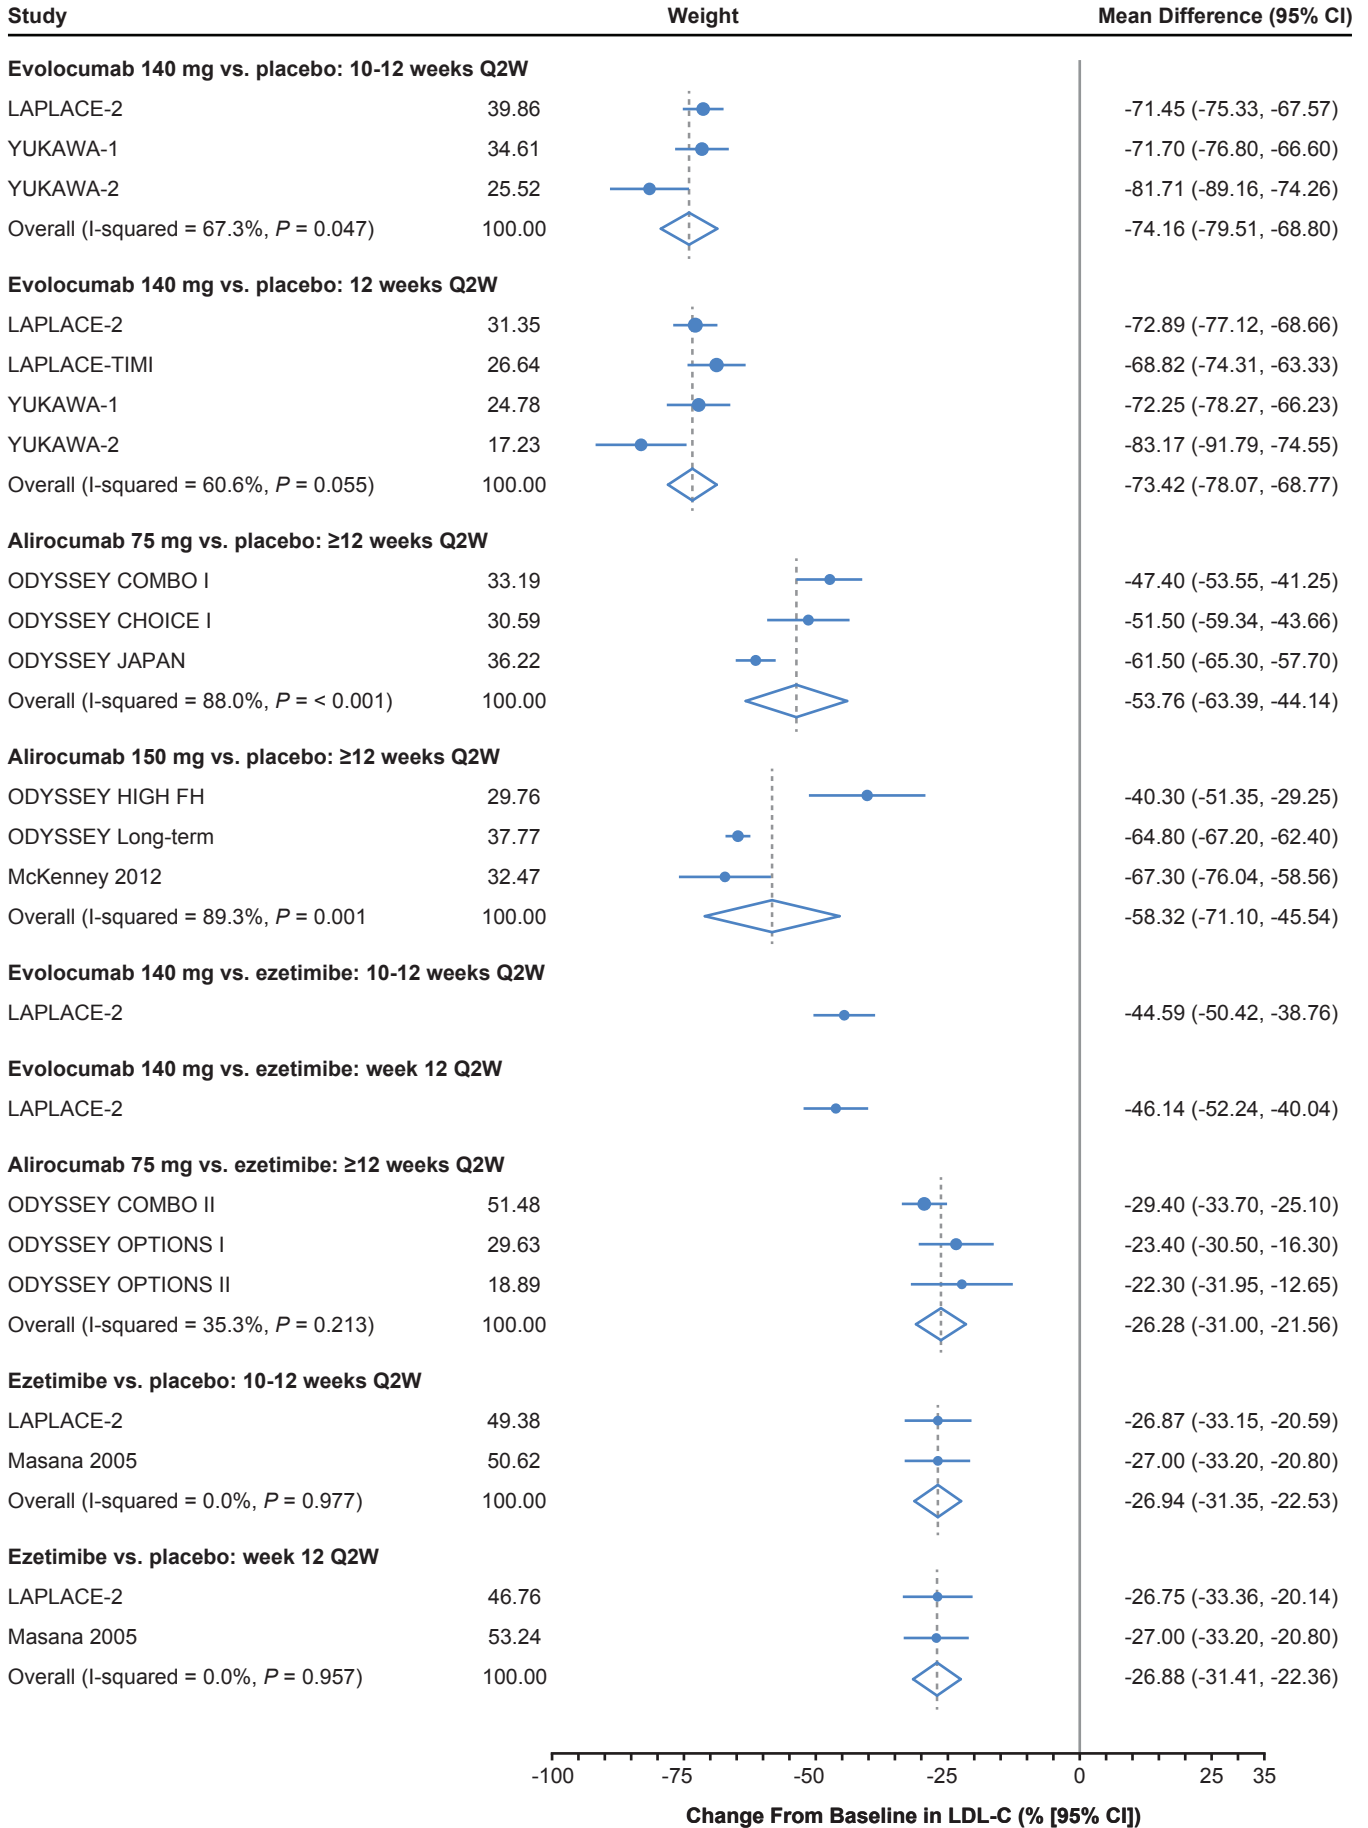 Study Weight Mean Difference (95% CI)
Evolocumab 140 mg vs. placebo: 10-12 weeks Q2W
LAPLACE-2 39.86 -71.45 (-75.33, -67.57)
YUKAWA-1 34.61 -71.70 (-76.80, -66.60)
YUKAWA-2 25.52 -81.71 (-89.16, -74.26)
Overall (I-squared = 67.3%, P = 0.047) 100.00 -74.16 (-79.51, -68.80)
Evolocumab 140 mg vs. placebo: 12 weeks Q2W
LAPLACE-2 31.35 -72.89 (-77.12, -68.66)
LAPLACE-TIMI 26.64 -68.82 (-74.31, -63.33)
YUKAWA-1 24.78 -72.25 (-78.27, -66.23)
YUKAWA-2 17.23 -83.17 (-91.79, -74.55)
Overall (I-squared = 60.6%, P = 0.055) 100.00 -73.42 (-78.07, -68.77)
Alirocumab 75 mg vs. placebo: ≥12 weeks Q2W
ODYSSEY COMBO I 33.19 -47.40 (-53.55, -41.25)
ODYSSEY CHOICE I 30.59 -51.50 (-59.34, -43.66)
ODYSSEY JAPAN 36.22 -61.50 (-65.30, -57.70)
Overall (I-squared = 88.0%, P = < 0.001) 100.00 -53.76 (-63.39, -44.14)
Alirocumab 150 mg vs. placebo: ≥12 weeks Q2W
ODYSSEY HIGH FH 29.76 -40.30 (-51.35, -29.25)
ODYSSEY Long-term 37.77 -64.80 (-67.20, -62.40)
McKenney 2012 32.47 -67.30 (-76.04, -58.56)
Overall (I-squared = 89.3%, P = 0.001 100.00 -58.32 (-71.10, -45.54)
Evolocumab 140 mg vs. ezetimibe: 10-12 weeks Q2W
LAPLACE-2 -44.59 (-50.42, -38.76)
Evolocumab 140 mg vs. ezetimibe: week 12 Q2W
LAPLACE-2 -46.14 (-52.24, -40.04)
Alirocumab 75 mg vs. ezetimibe: ≥12 weeks Q2W
ODYSSEY COMBO II 51.48 -29.40 (-33.70, -25.10)
ODYSSEY OPTIONS I 29.63 -23.40 (-30.50, -16.30)
ODYSSEY OPTIONS II 18.89 -22.30 (-31.95, -12.65)
Overall (I-squared = 35.3%, P = 0.213) 100.00 -26.28 (-31.00, -21.56)
Ezetimibe vs. placebo: 10-12 weeks Q2W
LAPLACE-2 49.38 -26.87 (-33.15, -20.59)
Masana 2005 50.62 -27.00 (-33.20, -20.80)
Overall (I-squared = 0.0%, P = 0.977) 100.00 -26.94 (-31.35, -22.53)
Ezetimibe vs. placebo: week 12 Q2W
LAPLACE-2 46.76 -26.75 (-33.36, -20.14)
Masana 2005 53.24 -27.00 (-33.20, -20.80)
Overall (I-squared = 0.0%, P = 0.957) 100.00 -26.88 (-31.41, -22.36)
-100 -75 -50 -25 0 25 35
Change From Baseline in LDL-C (% [95% CI])